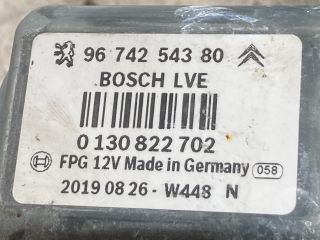 96 742 543 80
BOSCH LVE
0 130 822 702
FPG 12V Made in Germany 058
2019 08 26 - W448 N